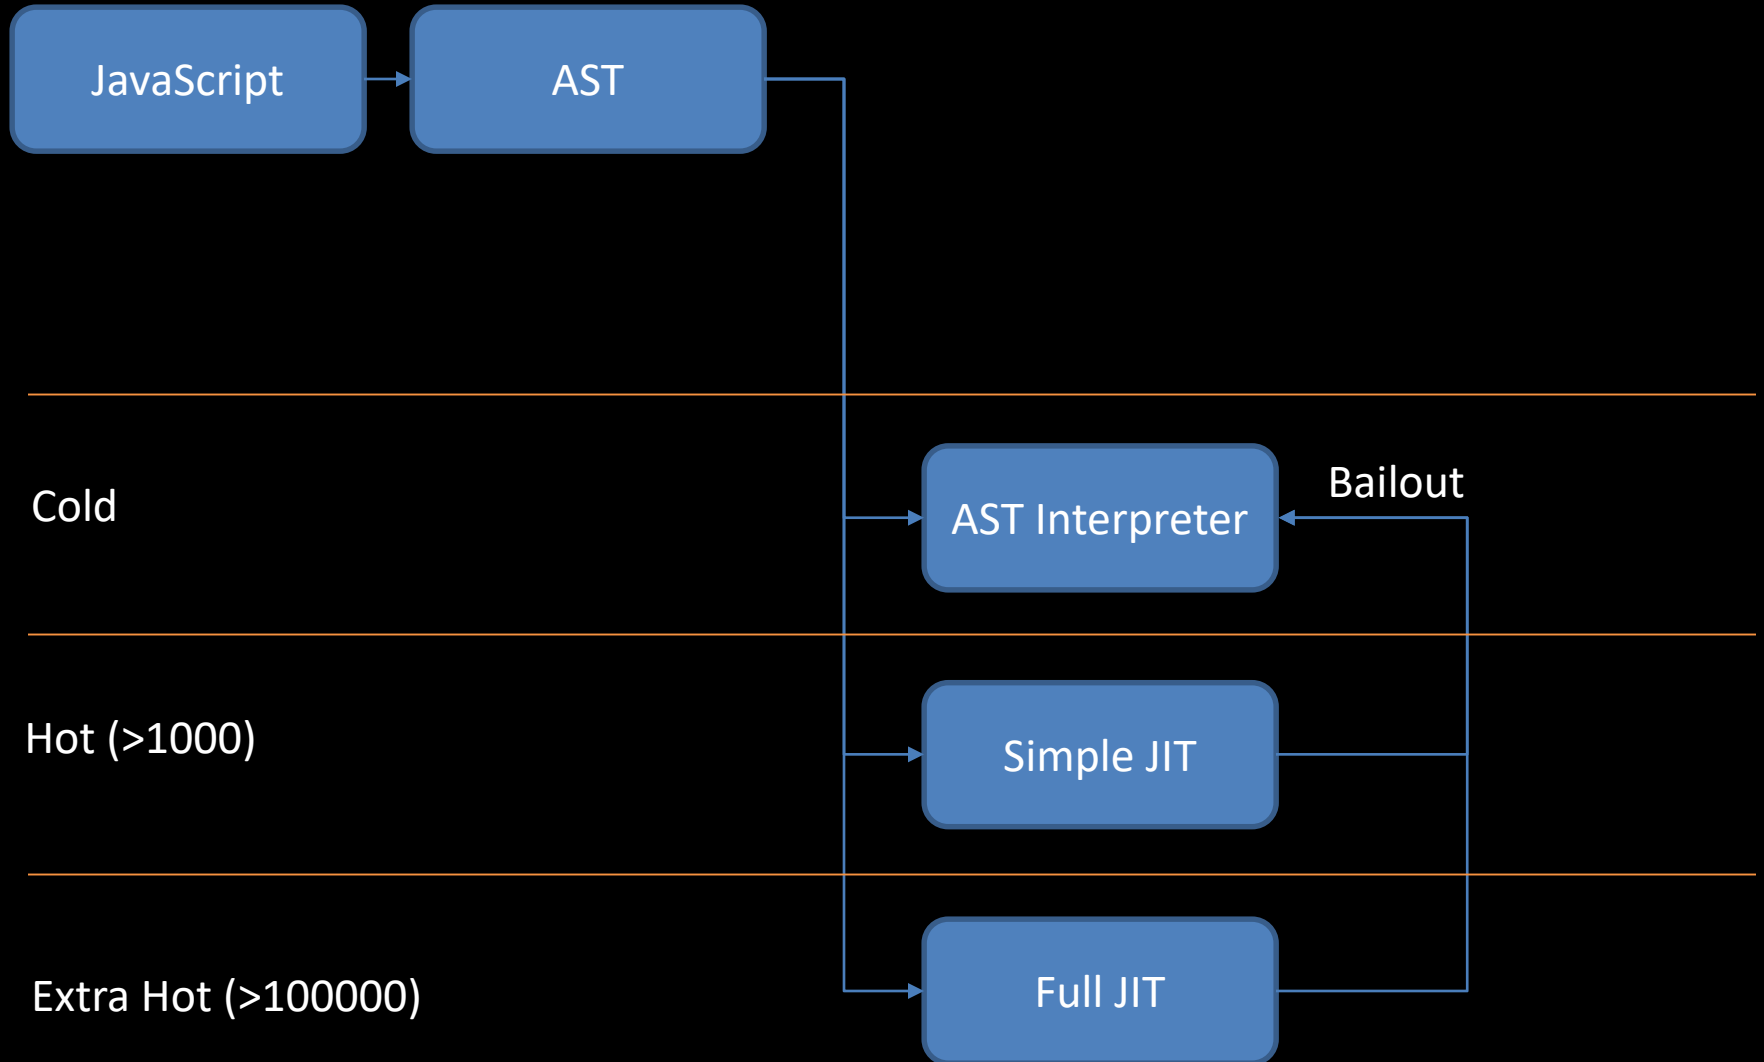 JavaScript
AST
Cold
AST Interpreter
Bailout
Hot (>1000)
Simple JIT
Extra Hot (>100000)
Full JIT